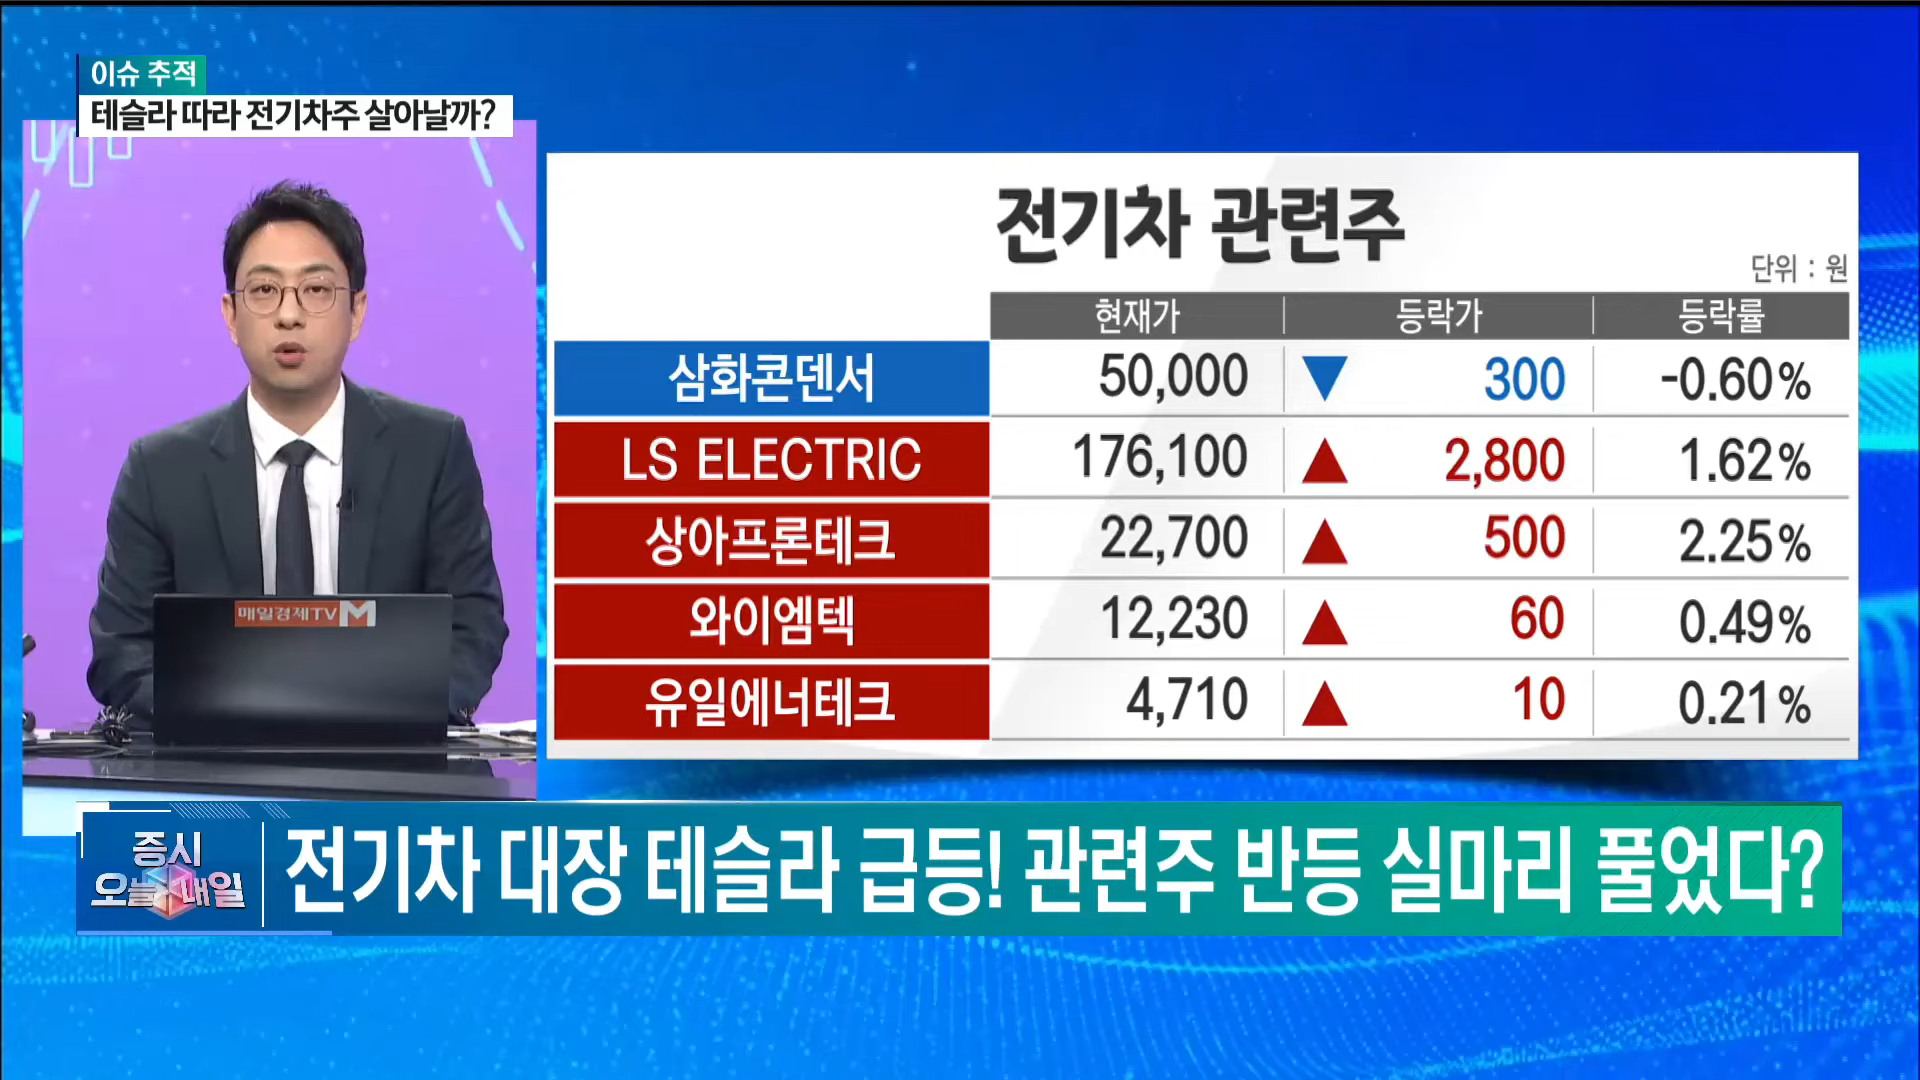 이슈 추적
테슬라 따라 전기차주 살아날까?
전기차 관련주
단위 : 원
현재가 등락가 등락률
삼화콘덴서 50,000 ▼ 300 -0.60%
LS ELECTRIC 176,100 ▲ 2,800 1.62%
상아프론테크 22,700 ▲ 500 2.25%
와이엠텍 12,230 ▲ 60 0.49%
유일에너테크 4,710 ▲ 10 0.21%
매일경제TV M
증시
오늘 매일
전기차 대장 테슬라 급등! 관련주 반등 실마리 풀었다?